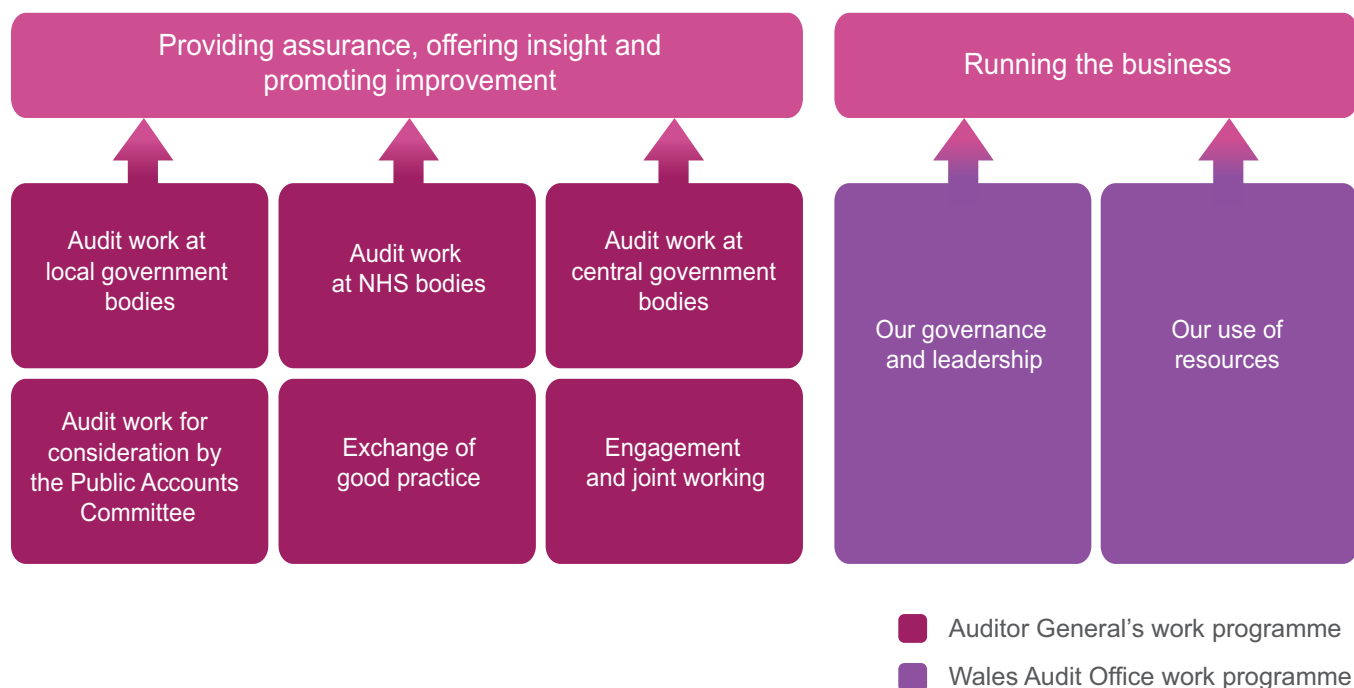 Providing assurance, offering insight and
promoting improvement
Running the business
Audit work at
local government
bodies
Audit work
at NHS bodies
Audit work at
central government
bodies
Our governance
and leadership
Our use of
resources
Audit work for
consideration by
the Public Accounts
Committee
Exchange of
good practice
Engagement
and joint working
Auditor General’s work programme
Wales Audit Office work programme